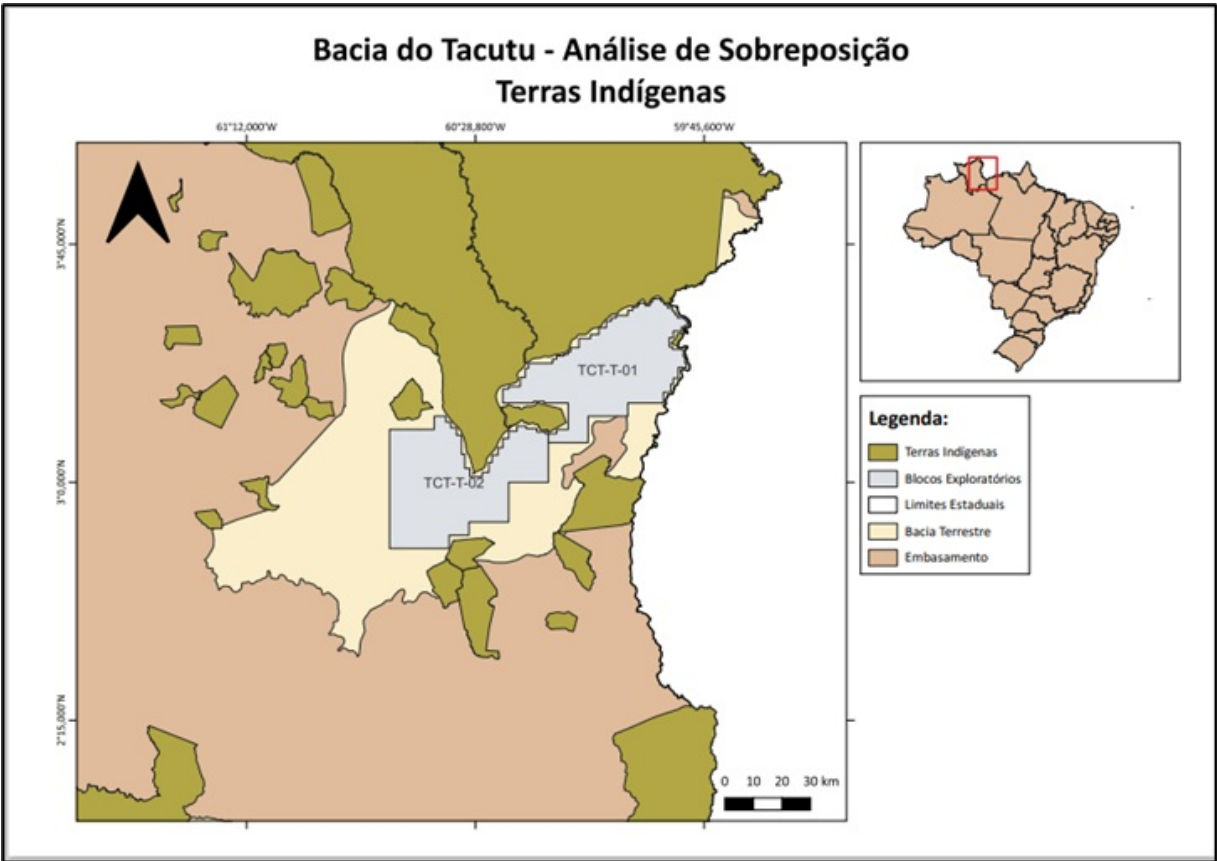 Bacia do Tacutu - Análise de Sobreposição
Terras Indígenas
61°12,000'W
60°28,800'W
59°45,600'W
3°45,000'N
3°0,000'N
2°15,000'N
TCT-T-01
TCT-T-02
Legenda:
Terras Indígenas
Blocos Exploratórios
Limites Estaduais
Bacia Terrestre
Embasamento
0 10 20 30 km